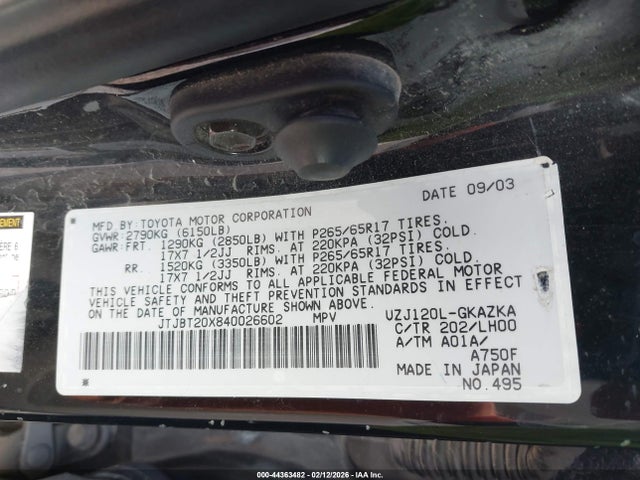 DATE 09/03
MFD BY:TOYOTA MOTOR CORPORATION
GVWR:2790KG (6150LB)
GAWR:FRT. 1290KG (2850LB) WITH P265/65R17 TIRES.
17X7 1/2JJ RIMS. AT 220KPA (32PSI) COLD.
RR. 1520KG (3350LB) WITH P265/65R17 TIRES.
17X7 1/2JJ RIMS. AT 220KPA (32PSI) COLD.
THIS VEHICLE CONFORMS TO ALL APPLICABLE FEDERAL MOTOR
VEHICLE SAFETY AND THEFT PREVENTION STANDARDS IN
EFFECT ON THE DATE OF MANUFACTURE SHOWN ABOVE.
JTJBT20X840026602 MPV
UZJ120L-GKAZKA
C/TR 202/LH00
A/TM A01A/
A750F
MADE IN JAPAN
NO.495
EMENT
ERE 6
000-44363482 - 02/12/2026 - IAA, Inc.